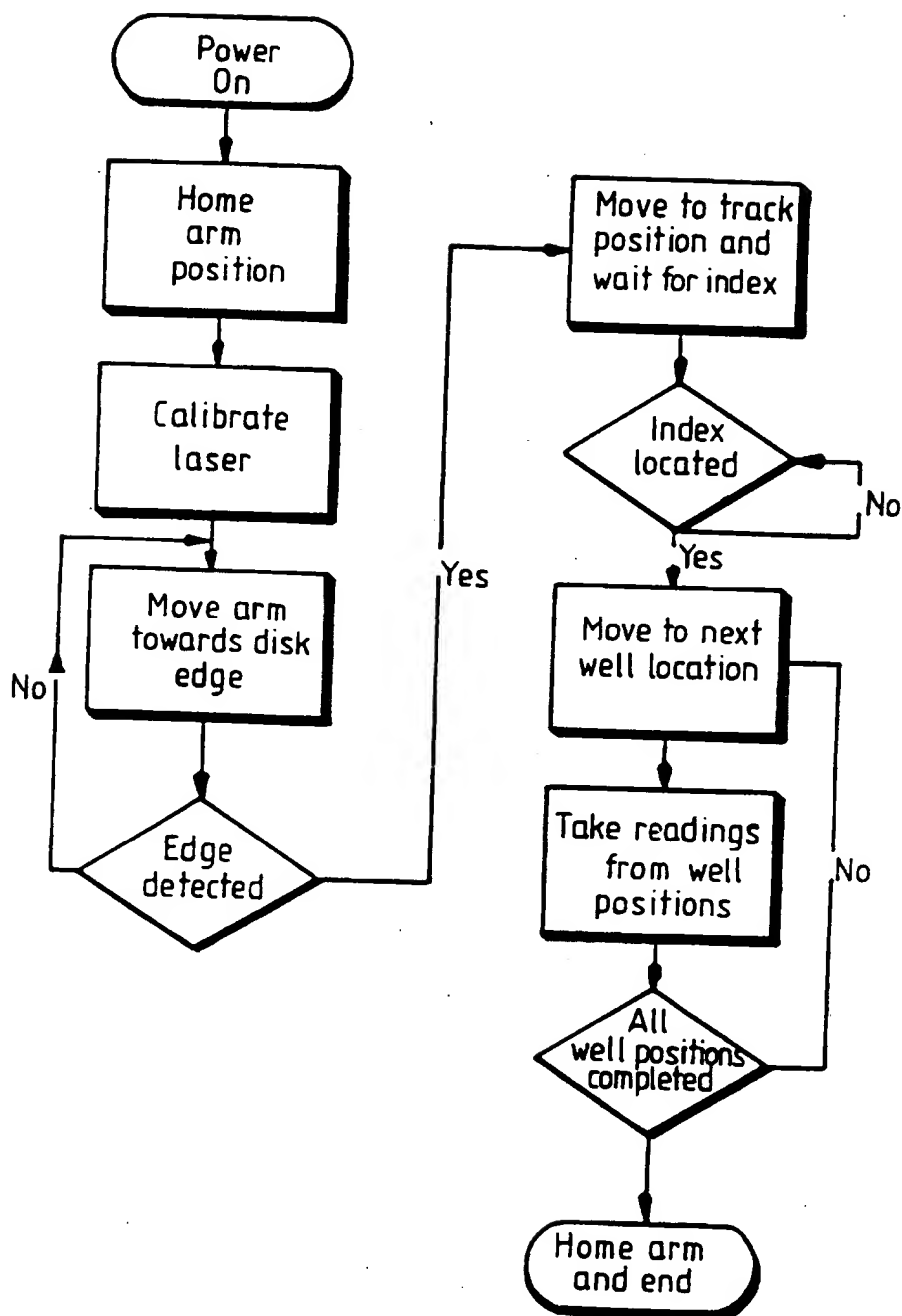 Power
On
Home
arm
position
Calibrate
laser
Move arm
towards disk
edge
No
Edge
detected
Yes
Move to track
position and
wait for index
Index
located
No
Yes
Move to next
well location
Take readings
from well
positions
No
All
well positions
completed
Home arm
and end